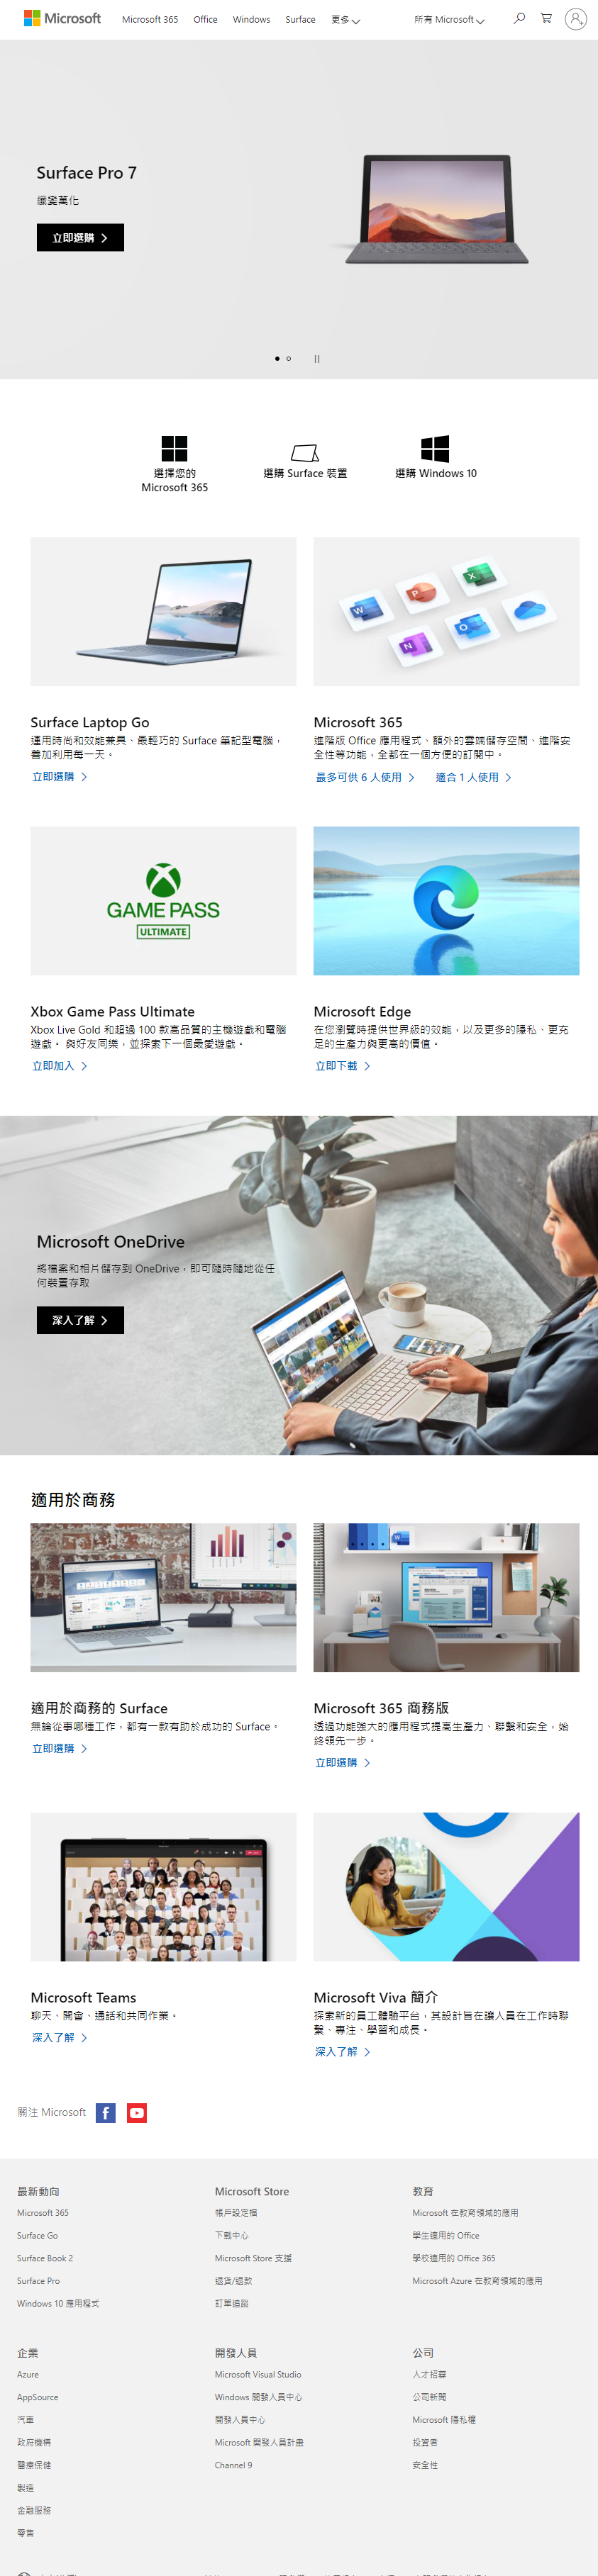 Microsoft
Microsoft 365 Office Windows Surface 更多 所有 Microsoft
Surface Pro 7
纖變萬化
立即選購
選擇您的
Microsoft 365
選購 Surface 裝置
選購 Windows 10
Surface Laptop Go
運用時尚和效能兼具、最輕巧的 Surface 筆記型電腦，
善加利用每一天。
立即選購
Microsoft 365
進階版 Office 應用程式、額外的雲端儲存空間、進階安
全性等功能，全都在一個方便的訂閱中。
最多可供 6 人使用 適合 1 人使用
GAME PASS
ULTIMATE
Xbox Game Pass Ultimate
Xbox Live Gold 和超過 100 款高品質的主機遊戲和電腦
遊戲。 與好友同樂，並探索下一個最愛遊戲。
立即加入
Microsoft Edge
在您瀏覽時提供世界級的效能，以及更多的隱私、更充
足的生產力與更高的價值。
立即下載
Microsoft OneDrive
將檔案和相片儲存到 OneDrive，即可隨時隨地從任
何裝置存取
深入了解
適用於商務
適用於商務的 Surface
無論從事哪種工作，都有一款有助於成功的 Surface。
立即選購
Microsoft 365 商務版
透過功能強大的應用程式提高生產力、聯繫和安全，始
終領先一步。
立即選購
Microsoft Teams
聊天、開會、通話和共同作業。
深入了解
Microsoft Viva 簡介
探索新的員工體驗平台，其設計旨在讓人員在工作時聯
繫、專注、學習和成長。
深入了解
關注 Microsoft
最新動向
Microsoft 365
Surface Go
Surface Book 2
Surface Pro
Windows 10 應用程式
Microsoft Store
帳戶設定檔
下載中心
Microsoft Store 支援
退貨/退款
訂單追蹤
教育
Microsoft 在教育領域的應用
學生適用的 Office
學校適用的 Office 365
Microsoft Azure 在教育領域的應用
企業
Azure
AppSource
汽車
政府機構
醫療保健
製造
金融服務
零售
開發人員
Microsoft Visual Studio
Windows 開發人員中心
開發人員中心
Microsoft 開發人員計畫
Channel 9
公司
人才招募
公司新聞
Microsoft 隱私權
投資者
安全性